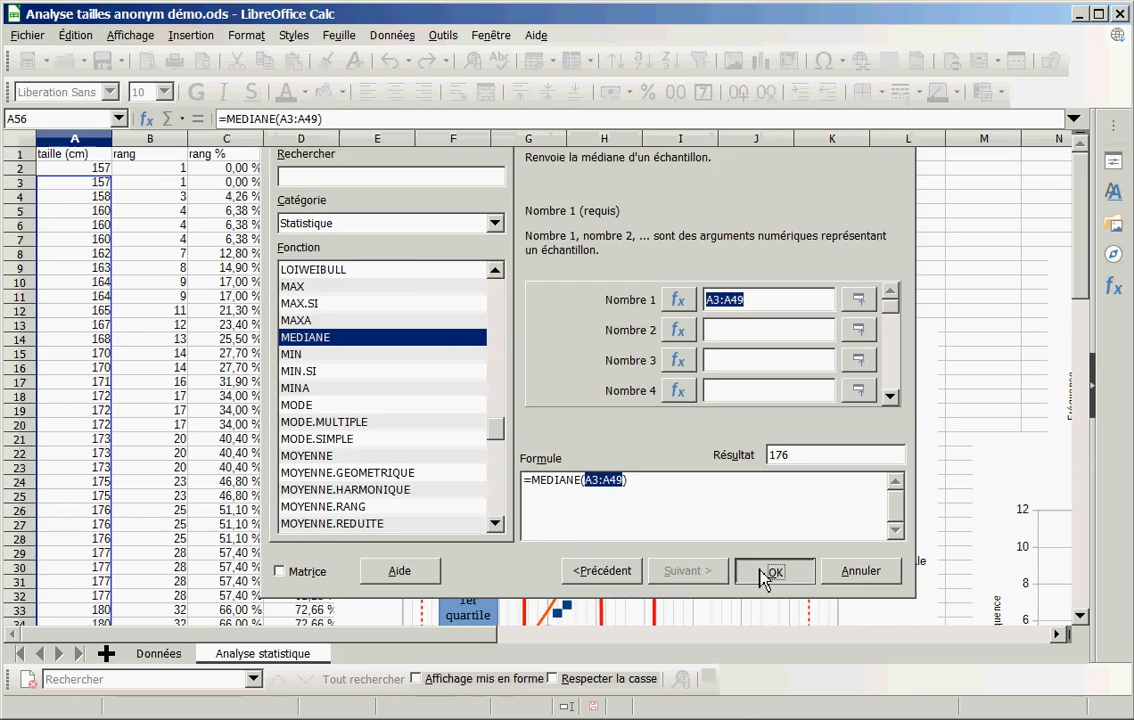 Analyse tailles anonym démo.ods - LibreOffice Calc
Fichier Édition Affichage Insertion Format Styles Feuille Données Outils Fenêtre Aide
Liberation Sans 10
A56 =MEDIANE(A3:A49)
A B C D E F G H I J K L M N
1 taille (cm) rang rang %
2 157 1 0,00 %
3 157 1 0,00 %
4 158 3 4,26 %
5 160 4 6,38 %
6 160 4 6,38 %
7 160 4 6,38 %
8 162 7 12,80 %
9 163 8 14,90 %
10 164 9 17,00 %
11 164 9 17,00 %
12 165 11 21,30 %
13 167 12 23,40 %
14 168 13 25,50 %
15 170 14 27,70 %
16 170 14 27,70 %
17 171 16 31,90 %
18 172 17 34,00 %
19 172 17 34,00 %
20 172 17 34,00 %
21 173 20 40,40 %
22 173 20 40,40 %
23 173 20 40,40 %
24 175 23 46,80 %
25 175 23 46,80 %
26 176 25 51,10 %
27 176 25 51,10 %
28 176 25 51,10 %
29 177 28 57,40 %
30 177 28 57,40 %
31 177 28 57,40 %
32 177 28 57,40 %
33 180 32 66,00 % 72,66 %
34 180 32 66,00 % 72,66 %
Rechercher
Catégorie
Statistique
Fonction
LOIWEIBULL
MAX
MAX.SI
MAXA
MEDIANE
MIN
MIN.SI
MINA
MODE
MODE.MULTIPLE
MODE.SIMPLE
MOYENNE
MOYENNE.GEOMETRIQUE
MOYENNE.HARMONIQUE
MOYENNE.RANG
MOYENNE.REDUITE
Renvoie la médiane d'un échantillon.
Nombre 1 (requis)
Nombre 1, nombre 2, ... sont des arguments numériques représentant
un échantillon.
Nombre 1 A3:A49
Nombre 2
Nombre 3
Nombre 4
Formule Résultat 176
=MEDIANE(A3:A49)
Matrice Aide <Précédent Suivant > OK Annuler
1er
quartile
Fréquence
12
10
8
6
Données Analyse statistique
Rechercher Tout rechercher Affichage mis en forme Respecter la casse